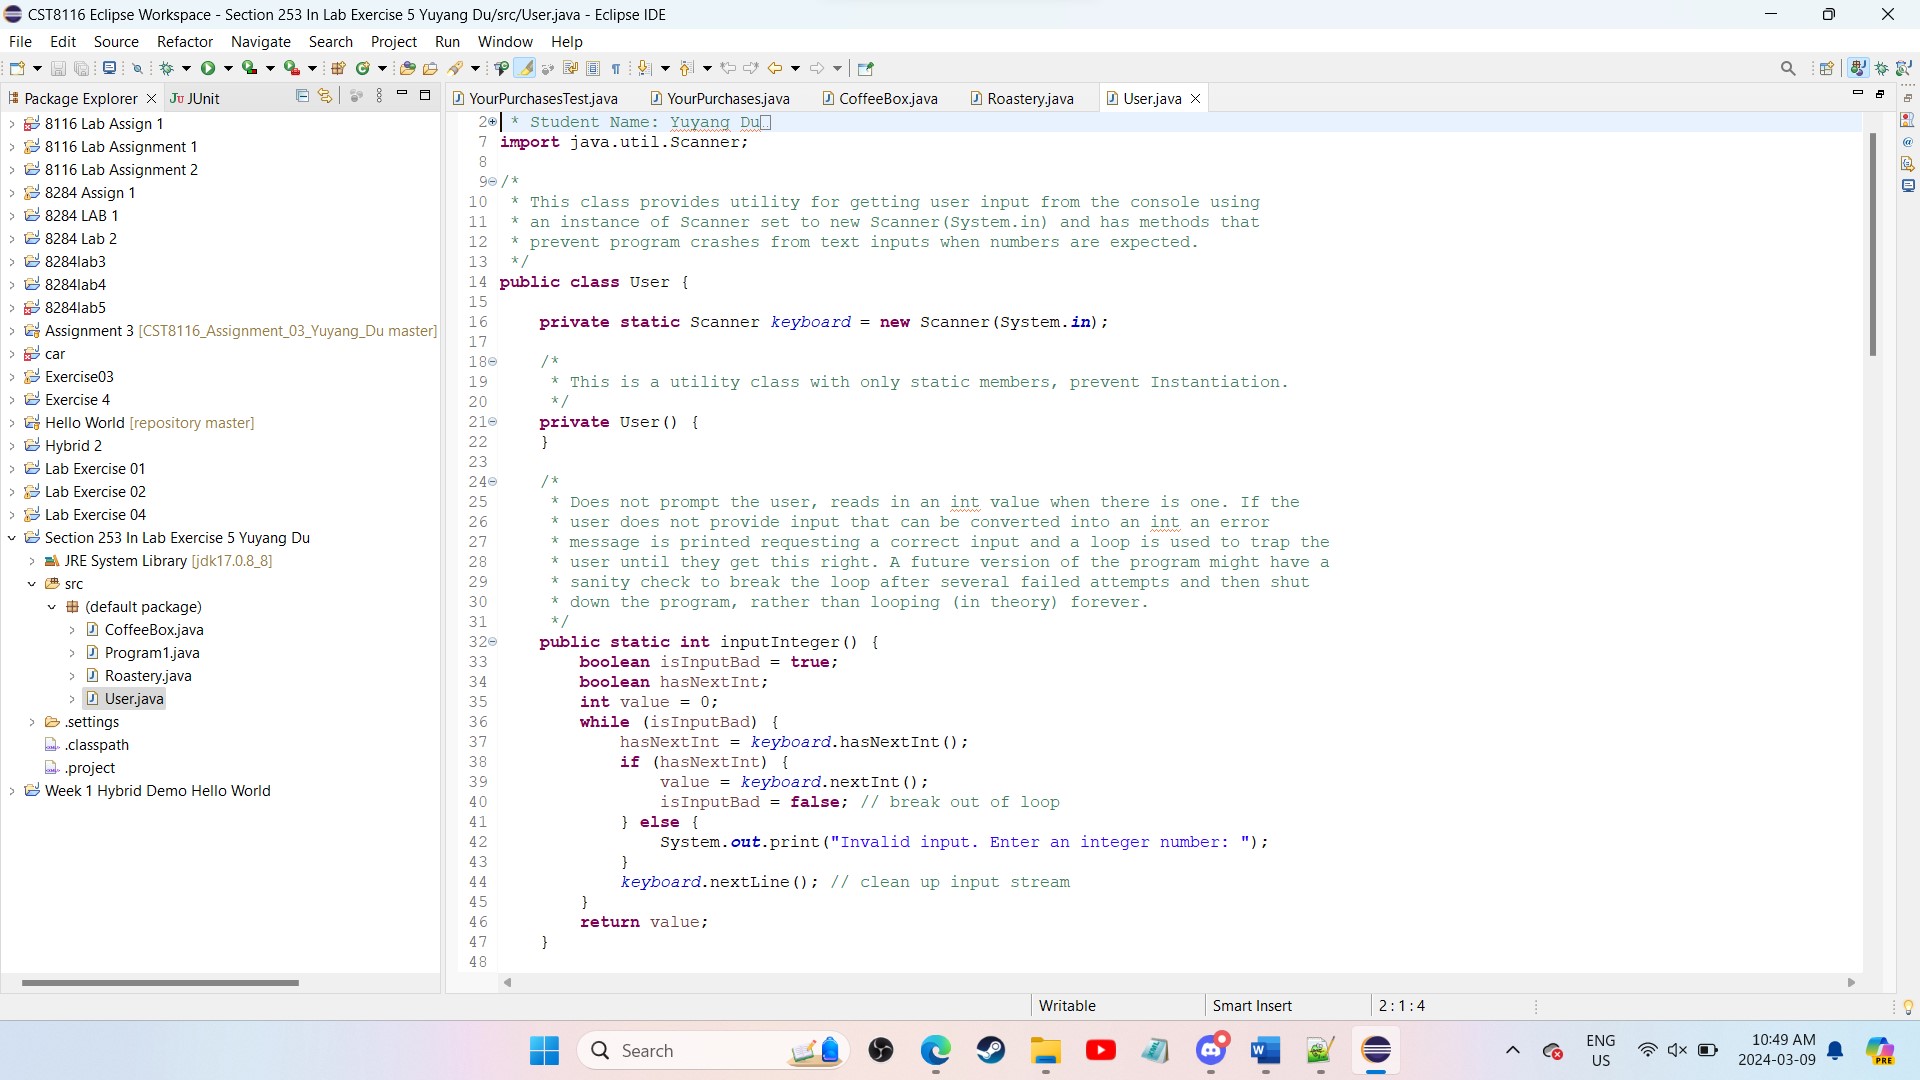 CST8116 Eclipse Workspace - Section 253 In Lab Exercise 5 Yuyang Du/src/User.java - Eclipse IDE
File Edit Source Refactor Navigate Search Project Run Window Help
Package Explorer JUnit
YourPurchasesTest.java YourPurchases.java CoffeeBox.java Roastery.java User.java
8116 Lab Assign 1
8116 Lab Assignment 1
8116 Lab Assignment 2
8284 Assign 1
8284 LAB 1
8284 Lab 2
8284lab3
8284lab4
8284lab5
Assignment 3 [CST8116_Assignment_03_Yuyang_Du master]
car
Exercise03
Exercise 4
Hello World [repository master]
Hybrid 2
Lab Exercise 01
Lab Exercise 02
Lab Exercise 04
Section 253 In Lab Exercise 5 Yuyang Du
JRE System Library [jdk17.0.8_8]
src
(default package)
CoffeeBox.java
Program1.java
Roastery.java
User.java
.settings
.classpath
.project
Week 1 Hybrid Demo Hello World
2 * Student Name: Yuyang Du
7 import java.util.Scanner;
8
9 /*
10 * This class provides utility for getting user input from the console using
11 * an instance of Scanner set to new Scanner(System.in) and has methods that
12 * prevent program crashes from text inputs when numbers are expected.
13 */
14 public class User {
15
16 private static Scanner keyboard = new Scanner(System.in);
17
18 /*
19 * This is a utility class with only static members, prevent Instantiation.
20 */
21 private User() {
22 }
23
24 /*
25 * Does not prompt the user, reads in an int value when there is one. If the
26 * user does not provide input that can be converted into an int an error
27 * message is printed requesting a correct input and a loop is used to trap the
28 * user until they get this right. A future version of the program might have a
29 * sanity check to break the loop after several failed attempts and then shut
30 * down the program, rather than looping (in theory) forever.
31 */
32 public static int inputInteger() {
33 boolean isInputBad = true;
34 boolean hasNextInt;
35 int value = 0;
36 while (isInputBad) {
37 hasNextInt = keyboard.hasNextInt();
38 if (hasNextInt) {
39 value = keyboard.nextInt();
40 isInputBad = false; // break out of loop
41 } else {
42 System.out.print("Invalid input. Enter an integer number: ");
43 }
44 keyboard.nextLine(); // clean up input stream
45 }
46 return value;
47 }
48
Writable Smart Insert 2 : 1 : 4
Search
ENG
US
10:49 AM
2024-03-09
PRE